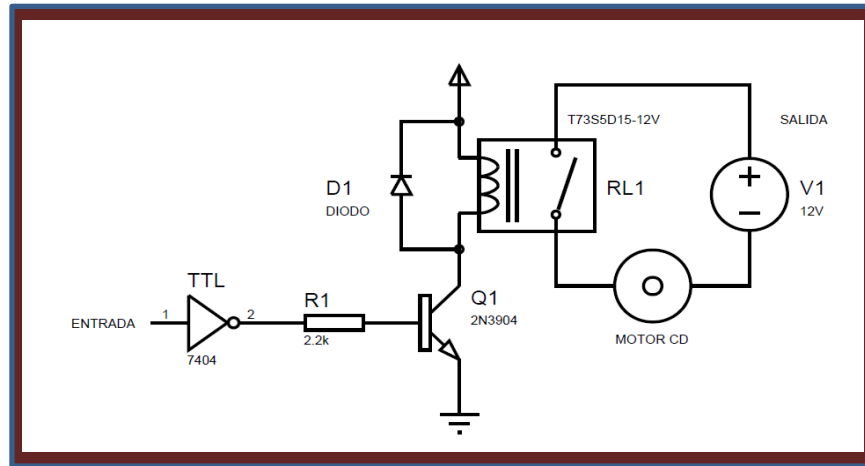 T73S5D15-12V
SALIDA
D1
DIODO
RL1
V1
12V
TTL
R1
Q1
2N3904
ENTRADA
1
2
7404
2.2k
MOTOR CD